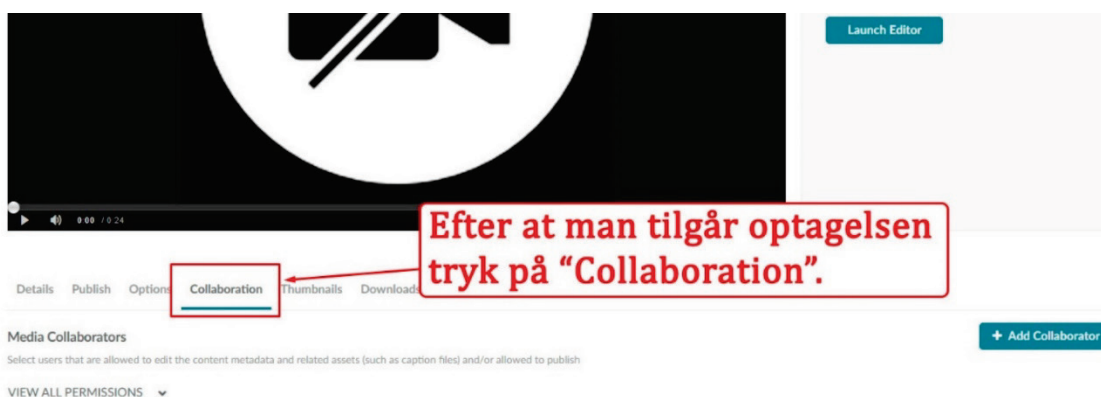 Launch Editor
0:00 / 0:24
Efter at man tilgår optagelsen
tryk på “Collaboration”.
Details Publish Options Collaboration Thumbnails Downloads
Media Collaborators
+ Add Collaborator
Select users that are allowed to edit the content metadata and related assets (such as caption files) and/or allowed to publish
VIEW ALL PERMISSIONS